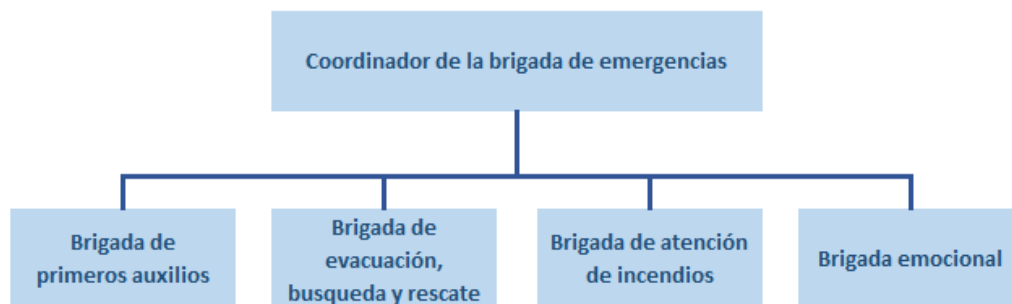 Coordinador de la brigada de emergencias
Brigada de
primeros auxilios
Brigada de
evacuación,
busqueda y rescate
Brigada de atención
de incendios
Brigada emocional